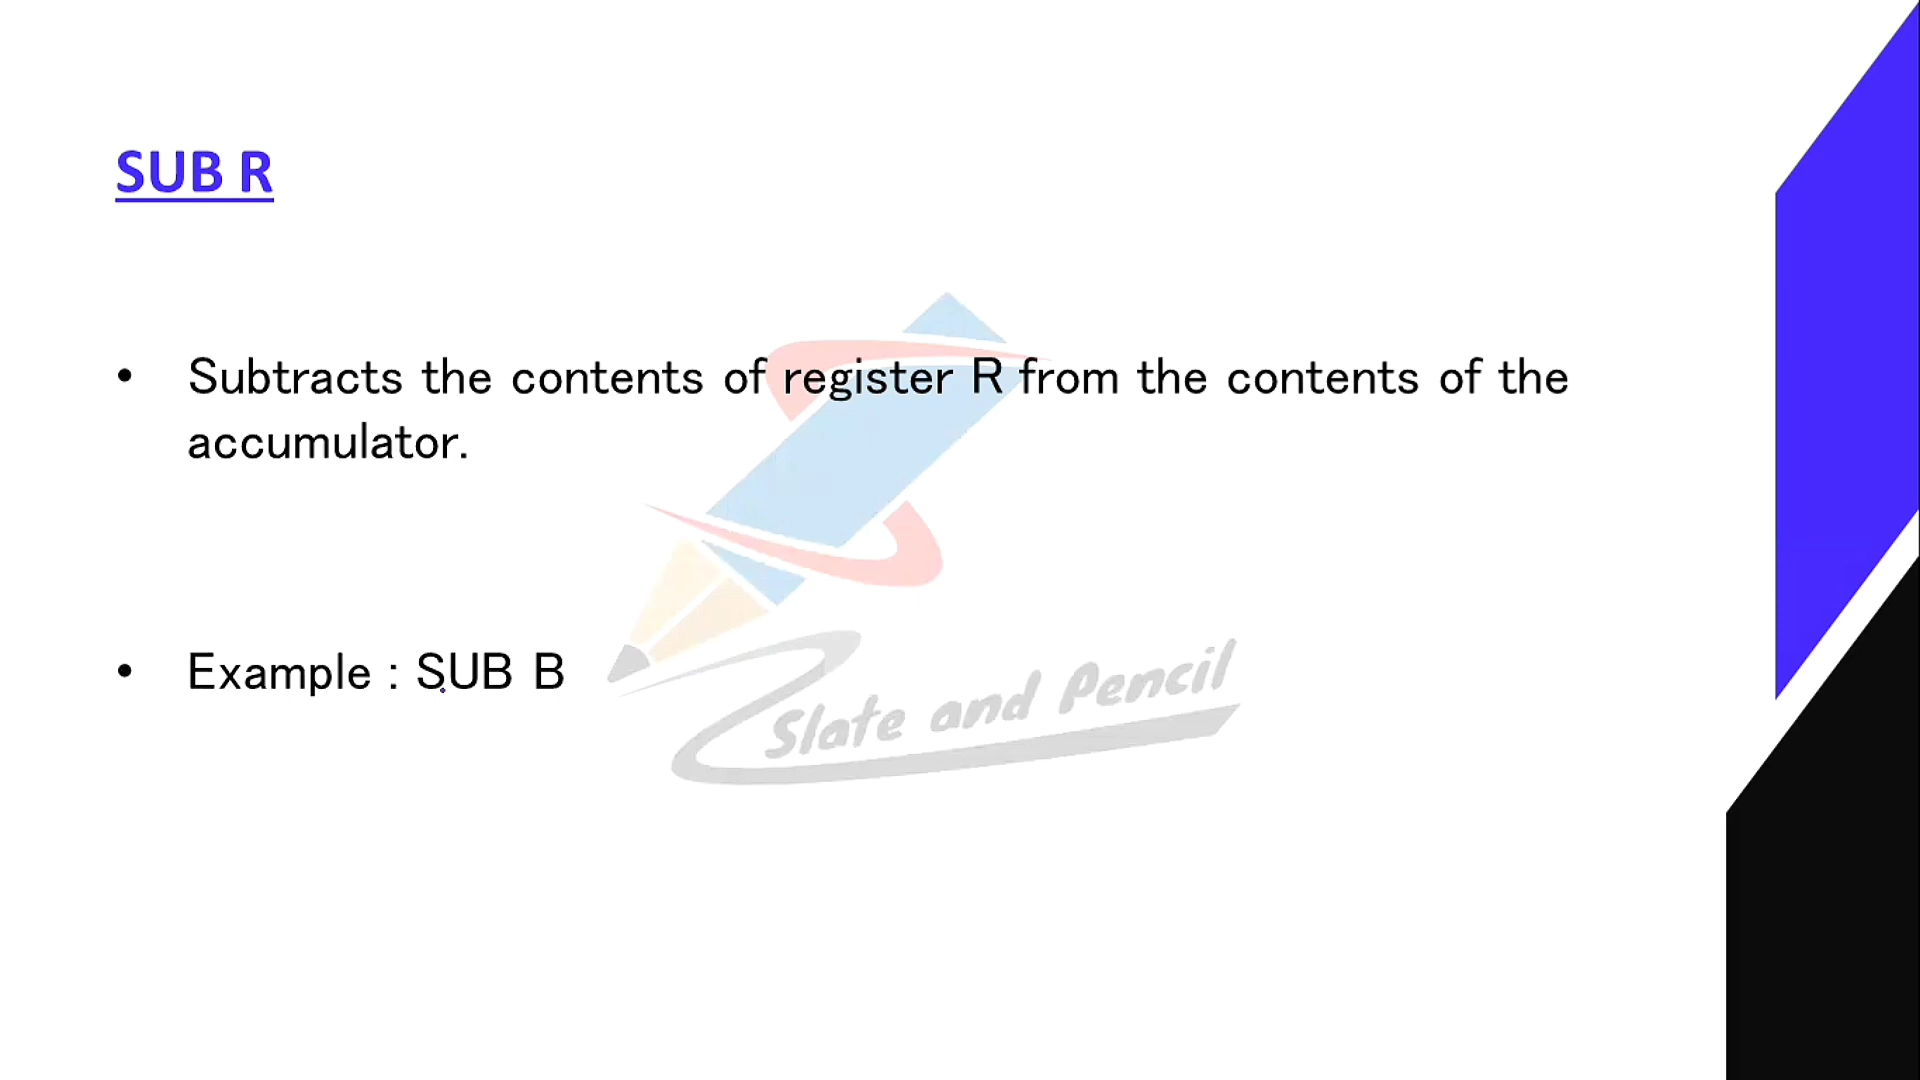 SUB R
• Subtracts the contents of register R from the contents of the
accumulator.
• Example : SUB B
Slate and Pencil